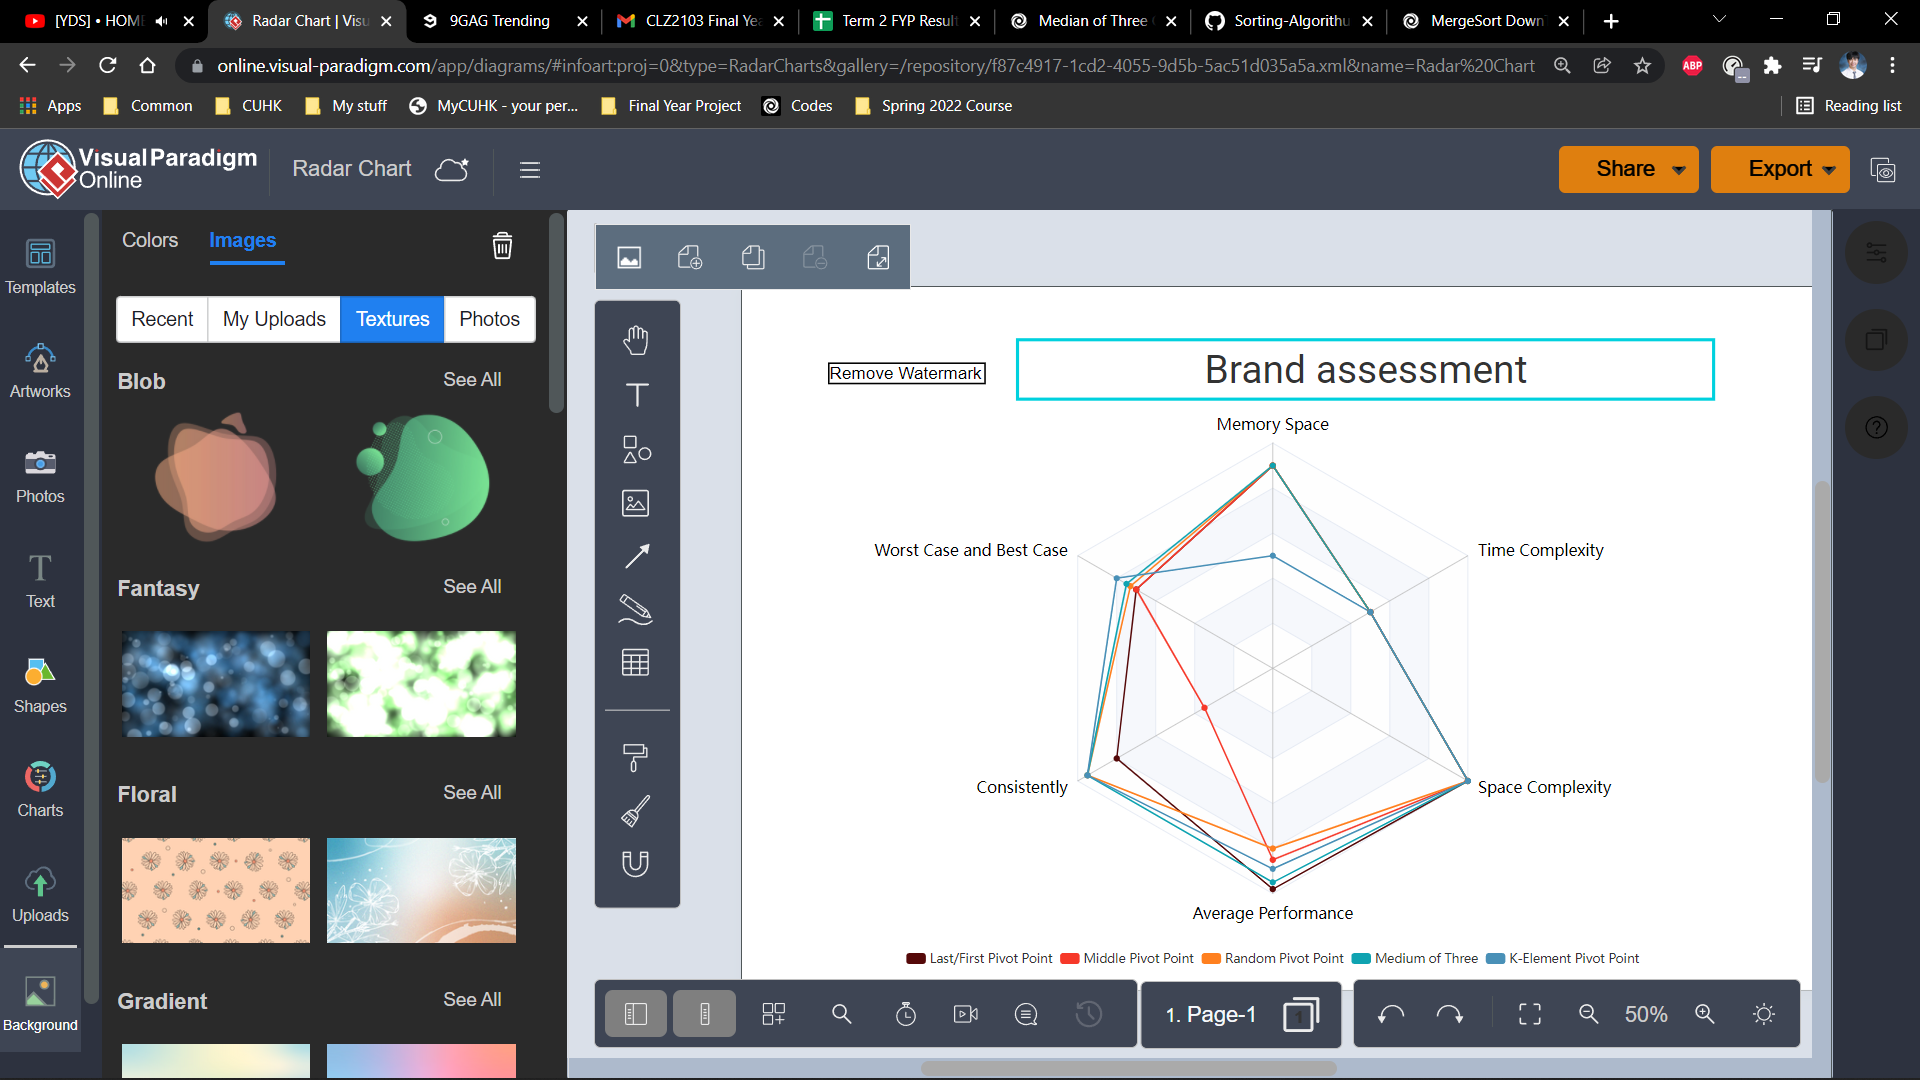 [YDS] • HOM
Radar Chart | Visu
9GAG Trending
CLZ2103 Final Ye
Term 2 FYP Result
Median of Three
Sorting-Algorithu
MergeSort Down
online.visual-paradigm.com/app/diagrams/#infoart:proj=0&type=RadarCharts&gallery=/repository/f87c4917-1cd2-4055-9d5b-5ac51d035a5a.xml&name=Radar%20Chart
ABP
Apps
Common
CUHK
My stuff
MyCUHK - your per...
Final Year Project
Codes
Spring 2022 Course
Reading list
Visual Paradigm
Online
Radar Chart
Share
Export
Templates
Artworks
Photos
Text
Shapes
Charts
Uploads
Background
Colors
Images
Recent
My Uploads
Textures
Photos
Blob
See All
Fantasy
See All
Floral
See All
Gradient
See All
Remove Watermark
Brand assessment
Memory Space
Worst Case and Best Case
Time Complexity
Consistently
Space Complexity
Average Performance
Last/First Pivot Point
Middle Pivot Point
Random Pivot Point
Medium of Three
K-Element Pivot Point
1. Page-1
1
50%